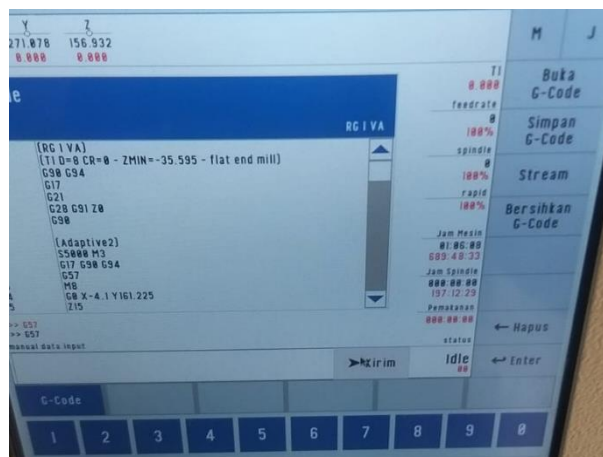 Y Z
271.078 156.932
0.000 0.000
M J
T1
0.000
feedrate
0
100%
spindle
0
100%
rapid
100%
Jam Mesin
01:06:08
689:48:33
Jam Spindle
000:00:00
197:12:29
Pemakanan
000:00:00
status
Idle
Buka
G-Code
Simpan
G-Code
Stream
Bersihkan
G-Code
← Hapus
↩ Enter
RG1VA
(RG1VA)
(T1 D=8 CR=0 - ZMIN=-35.595 - flat end mill)
G90 G94
G17
G21
G28 G91 Z0
G90
(Adaptive2)
S5000 M3
G17 G90 G94
G57
M8
G0 X-4.1 Y161.225
Z15
>> G57
>> G57
manual data input
Kirim
G-Code
1 2 3 4 5 6 7 8 9 0